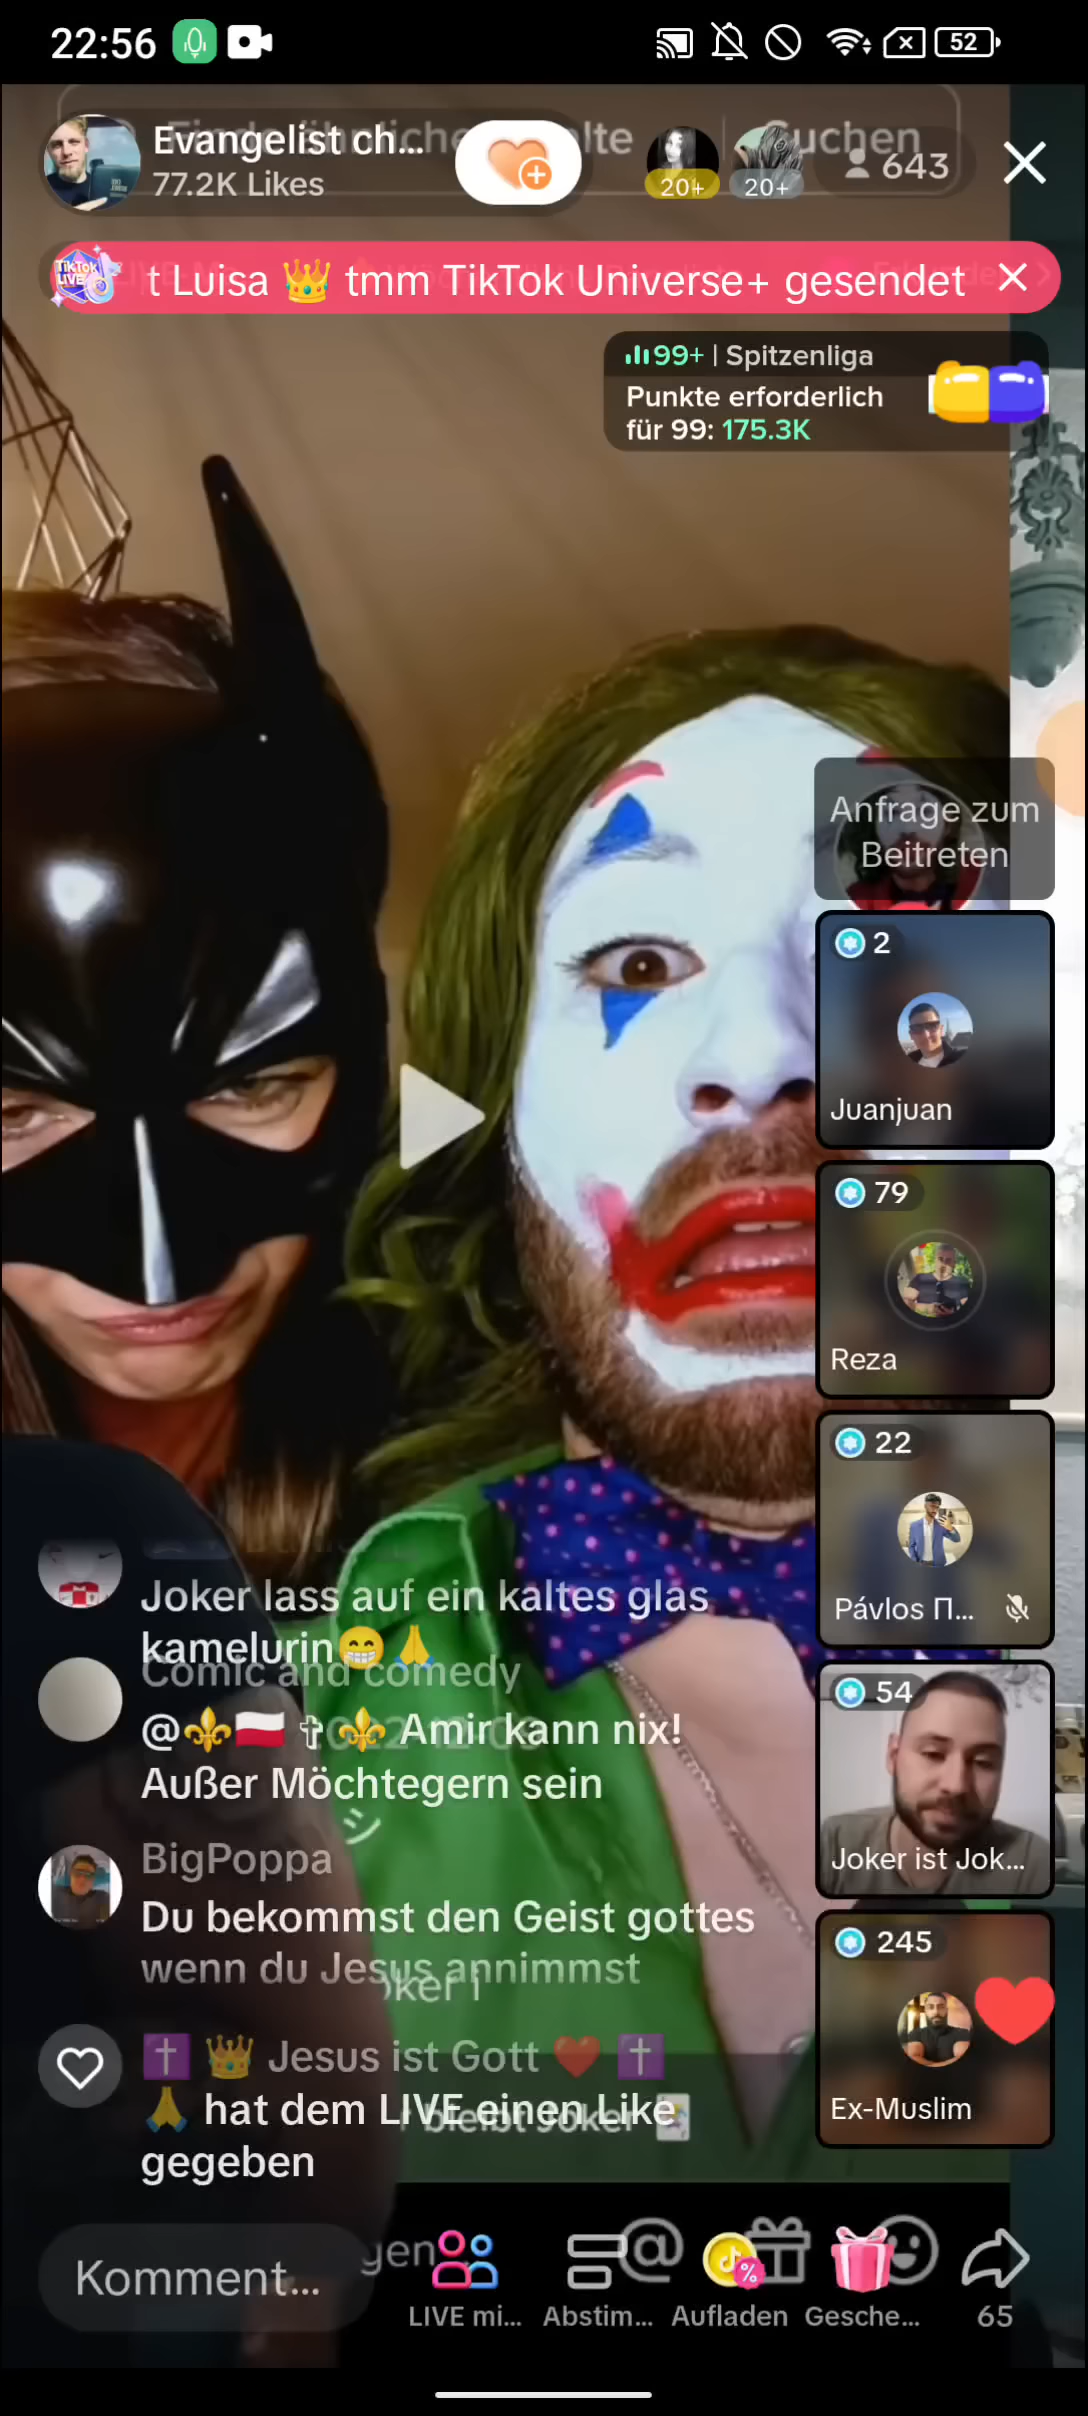 22:56
52
Evangelist ch...
77.2K Likes
Suchen
20+
20+
643
t Luisa 👑 tmm TikTok Universe+ gesendet
99+ | Spitzenliga
Punkte erforderlich
für 99: 175.3K
Anfrage zum
Beitreten
2
Juanjuan
79
Reza
22
Pávlos Π...
54
Joker ist Jok...
245
Ex-Muslim
Joker lass auf ein kaltes glas
kamelurin😁🙏
Comic and comedy
@⚜️🇵🇱✞⚜️ Amir kann nix!
Außer Möchtegern sein
BigPoppa
Du bekommst den Geist gottes
wenn du Jesus annimmst
✝️ 👑 Jesus ist Gott ❤️ ✝️
🙏 hat dem LIVE einen Like
gegeben
bleibt Joker🃏
Komment...
LIVE mi...
Abstim...
Aufladen
Gesche...
65